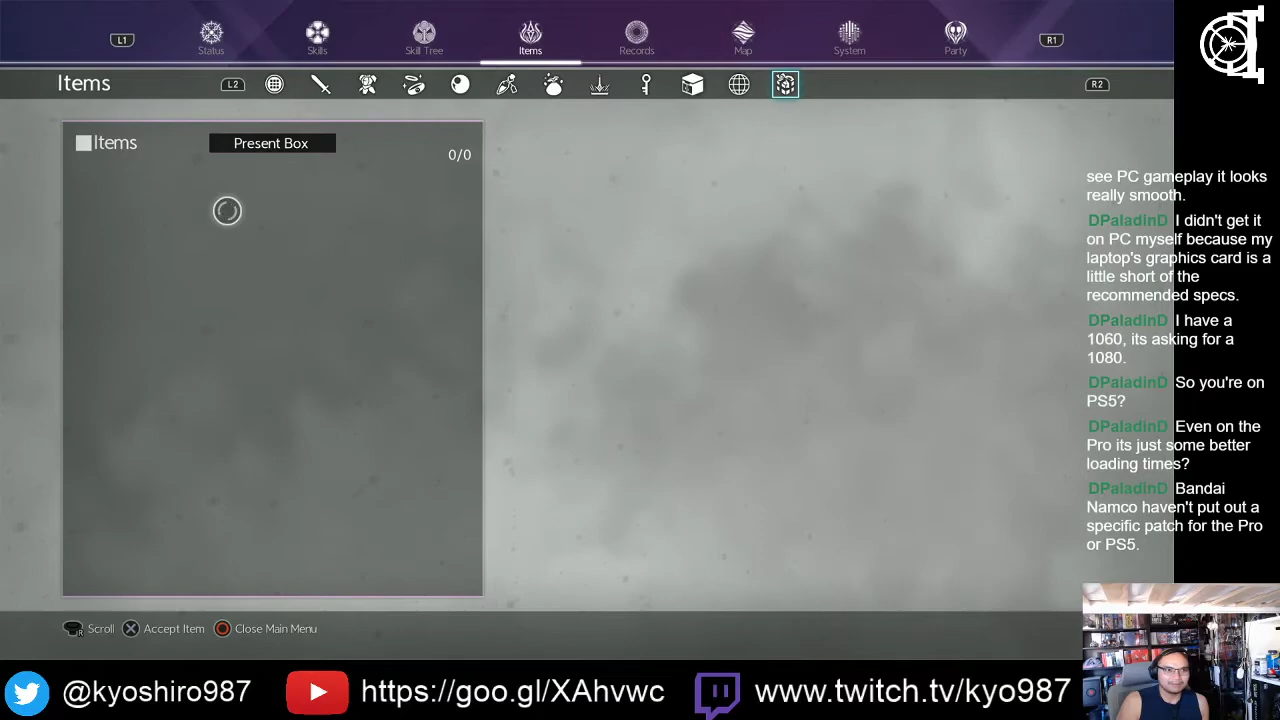 L1
Status
Skills
Skill Tree
Items
Records
Map
System
Party
R1
Items
L2
R2
Items
Present Box
0/0
see PC gameplay it looks
really smooth.
DPaladinD I didn't get it
on PC myself because my
laptop's graphics card is a
little short of the
recommended specs.
DPaladinD I have a
1060, its asking for a
1080.
DPaladinD So you're on
PS5?
DPaladinD Even on the
Pro its just some better
loading times?
DPaladinD Bandai
Namco haven't put out a
specific patch for the Pro
or PS5.
R Scroll Accept Item Close Main Menu
@kyoshiro987 https://goo.gl/XAhvwc www.twitch.tv/kyo987